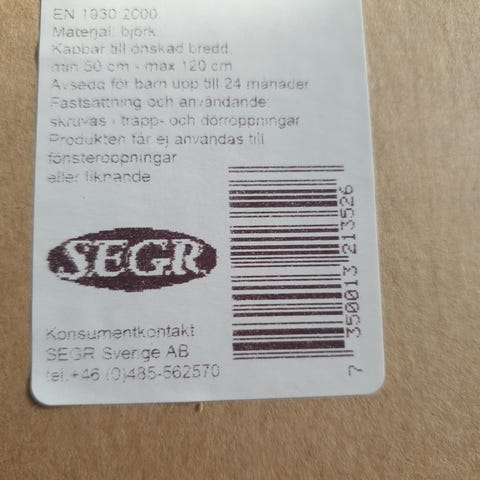 EN 1930:2000
Material: björk
Kapbar till önskad bredd,
min 50 cm - max 120 cm
Avsedd för barn upp till 24 månader
Fastsättning och användande:
skruvas i trapp- och dörröppningar
Produkten får ej användas till
fönsteröppningar
eller liknande
SEGR
Konsumentkontakt
SEGR Sverige AB
tel.+46 (0)485-562570
7 350013 213526